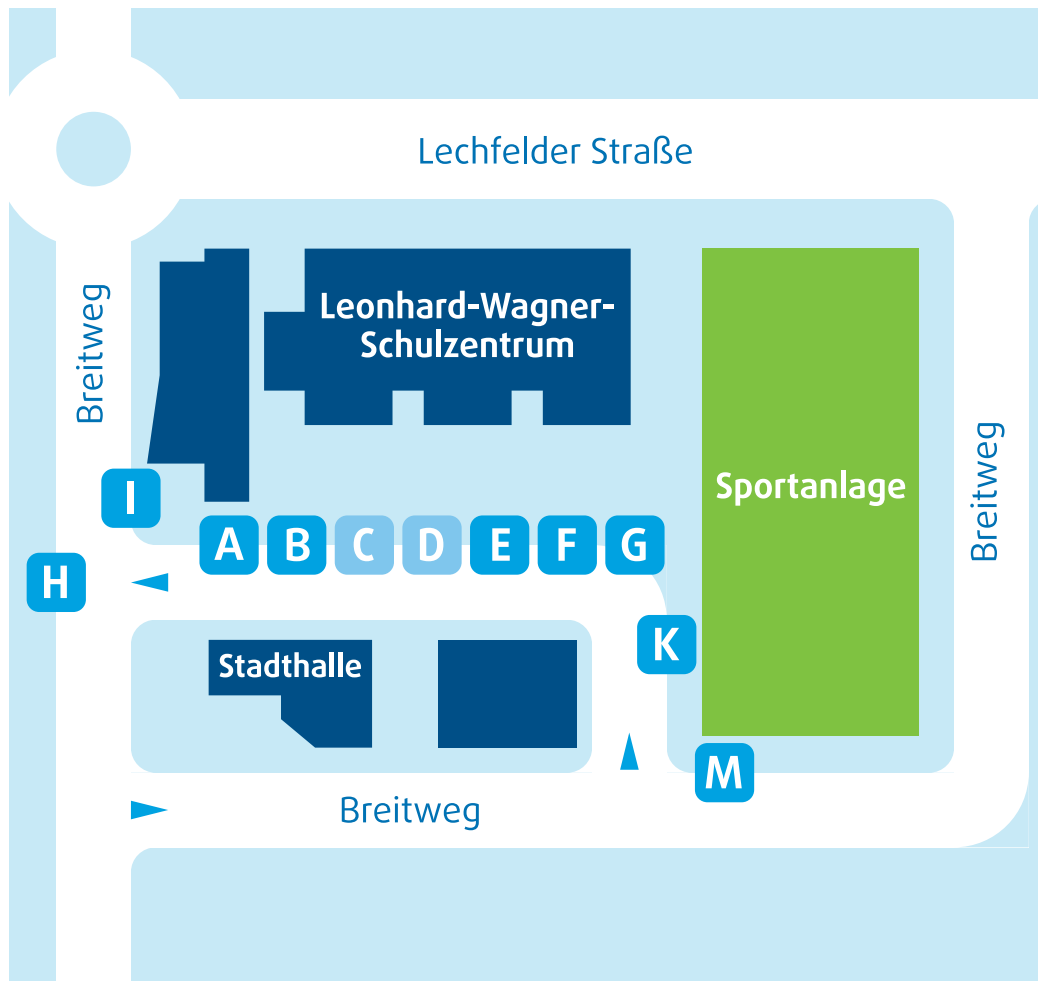 Lechfelder Straße
Breitweg
Leonhard-Wagner-
Schulzentrum
Sportanlage
Breitweg
I
A B C D E F G
H
K
Stadthalle
M
Breitweg